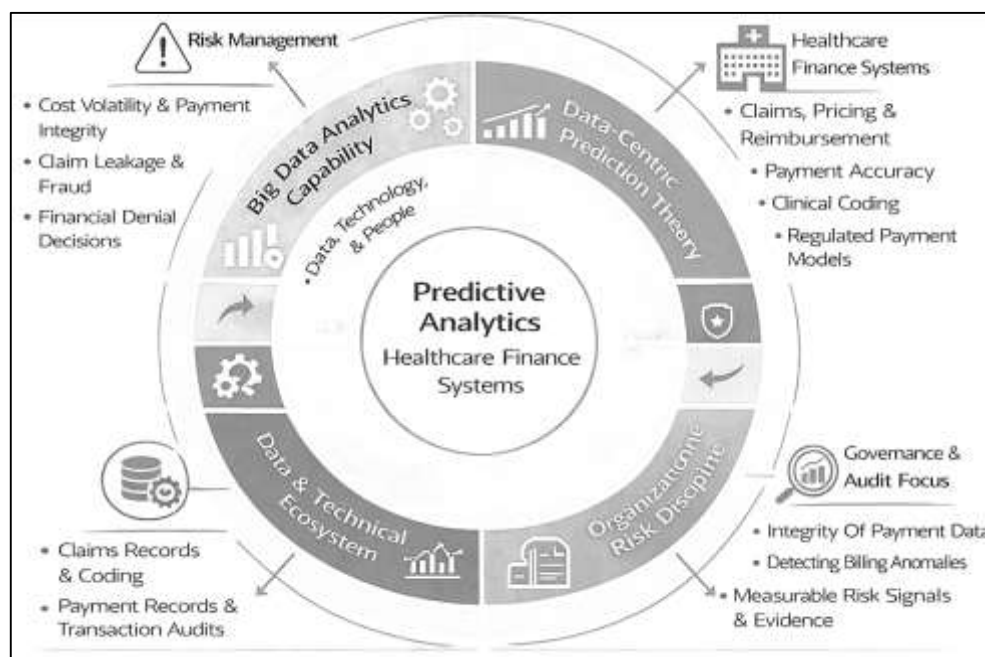 Risk Management
• Cost Volatility & Payment
Integrity
• Claim Leakage &
Fraud
• Financial Denial
Decisions
Big Data Analytics
Capability
• Data, Technology,
& People
Data-Centric
Prediction Theery
Healthcare
Finance Systems
• Claims, Pricing &
Reimbursement
• Payment Accuracy
• Clinical Coding
• Regulated Payment
Models
Predictive
Analytics
Healthcare Finance
Systems
Data & Technical
Ecosystem
• Claims Records
& Coding
• Payment Records &
Transaction Audits
Risk
Governance &
Audit Focus
• Integrity Of Payment Data
• Detecting Billing Anomalies
• Measurable Risk Signals
& Evidence